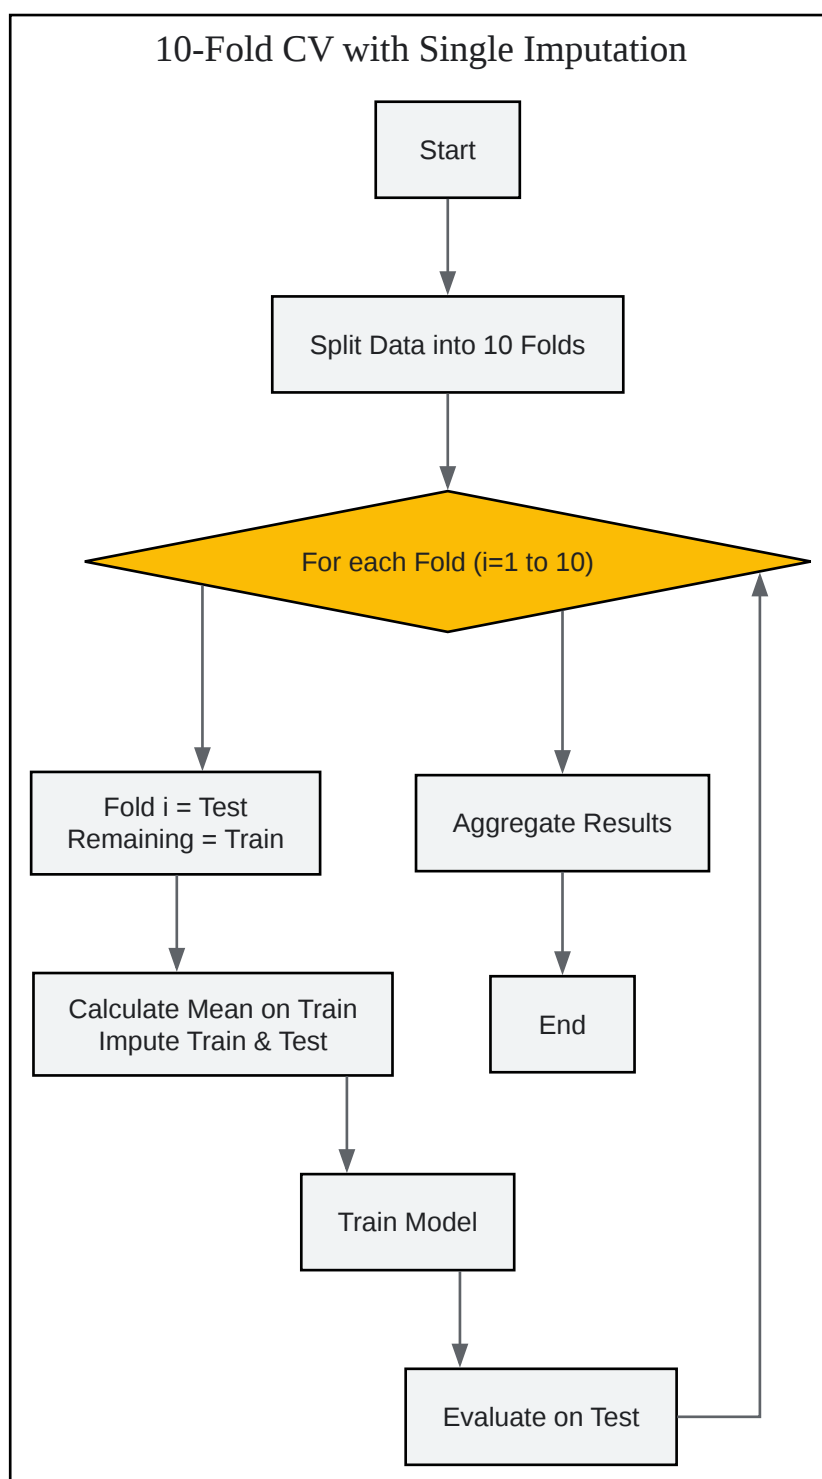 10-Fold CV with Single Imputation
Start
Split Data into 10 Folds
For each Fold (i=1 to 10)
Fold i = Test
Remaining = Train
Aggregate Results
Calculate Mean on Train
Impute Train & Test
End
Train Model
Evaluate on Test